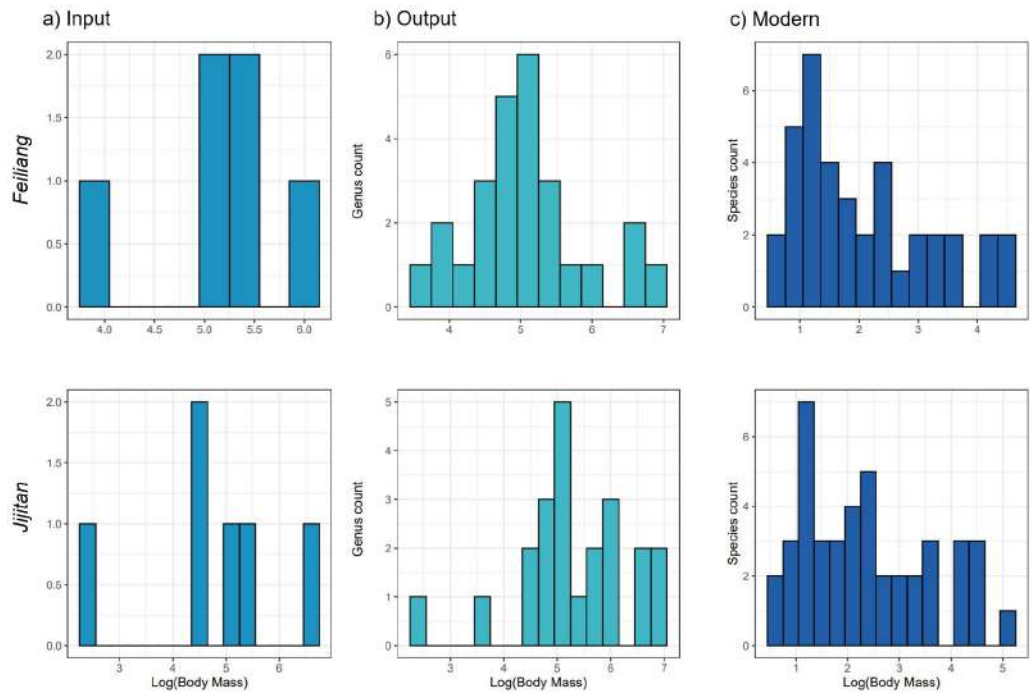 a) Input
b) Output
c) Modern
Feiliang
2.0
1.5
1.0
0.5
0.0
4.0 4.5 5.0 5.5 6.0
Genus count
6
4
2
0
4 5 6 7
Species count
6
4
2
0
1 2 3 4
Jijitan
2.0
1.5
1.0
0.5
0.0
3 4 5 6
Log(Body Mass)
Genus count
5
4
3
2
1
0
3 4 5 6 7
Log(Body Mass)
Species count
6
4
2
0
1 2 3 4 5
Log(Body Mass)